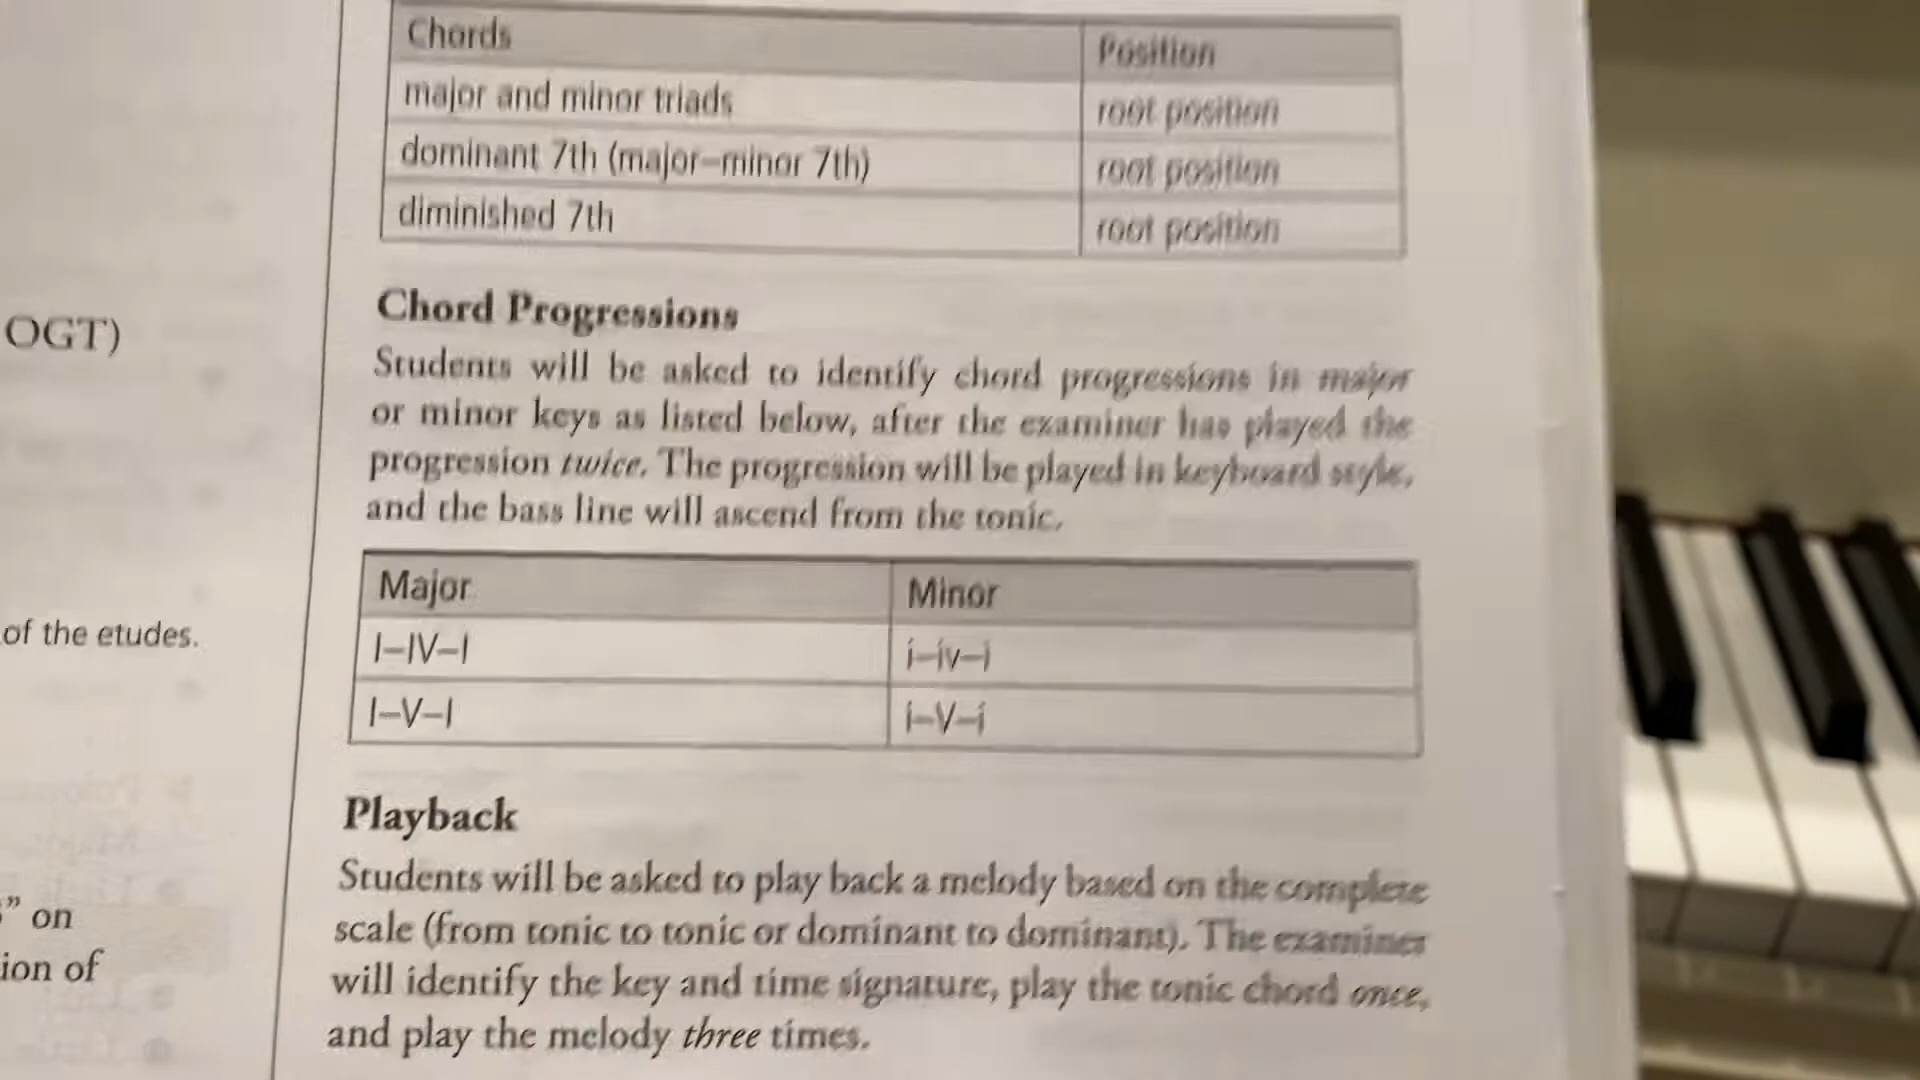 Chords Position
major and minor triads root position
dominant 7th (major–minor 7th) root position
diminished 7th root position
Chord Progressions
Students will be asked to identify chord progressions in major
or minor keys as listed below, after the examiner has played the
progression twice. The progression will be played in keyboard style,
and the bass line will ascend from the tonic.
Major Minor
I–IV–I i–iv–i
I–V–I i–V–i
Playback
Students will be asked to play back a melody based on the complete
scale (from tonic to tonic or dominant to dominant). The examiner
will identify the key and time signature, play the tonic chord once,
and play the melody three times.
OGT)
of the etudes.
” on
ion of